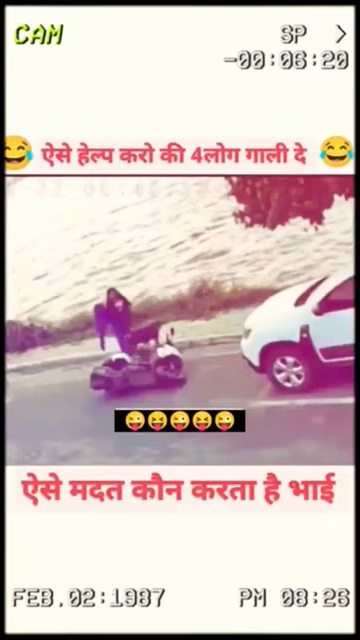 CAM
SP >
-00:06:20
ऐसे हेल्प करो की 4लोग गाली दे
ऐसे मदत कौन करता है भाई
FEB.02:1987
PM 08:26